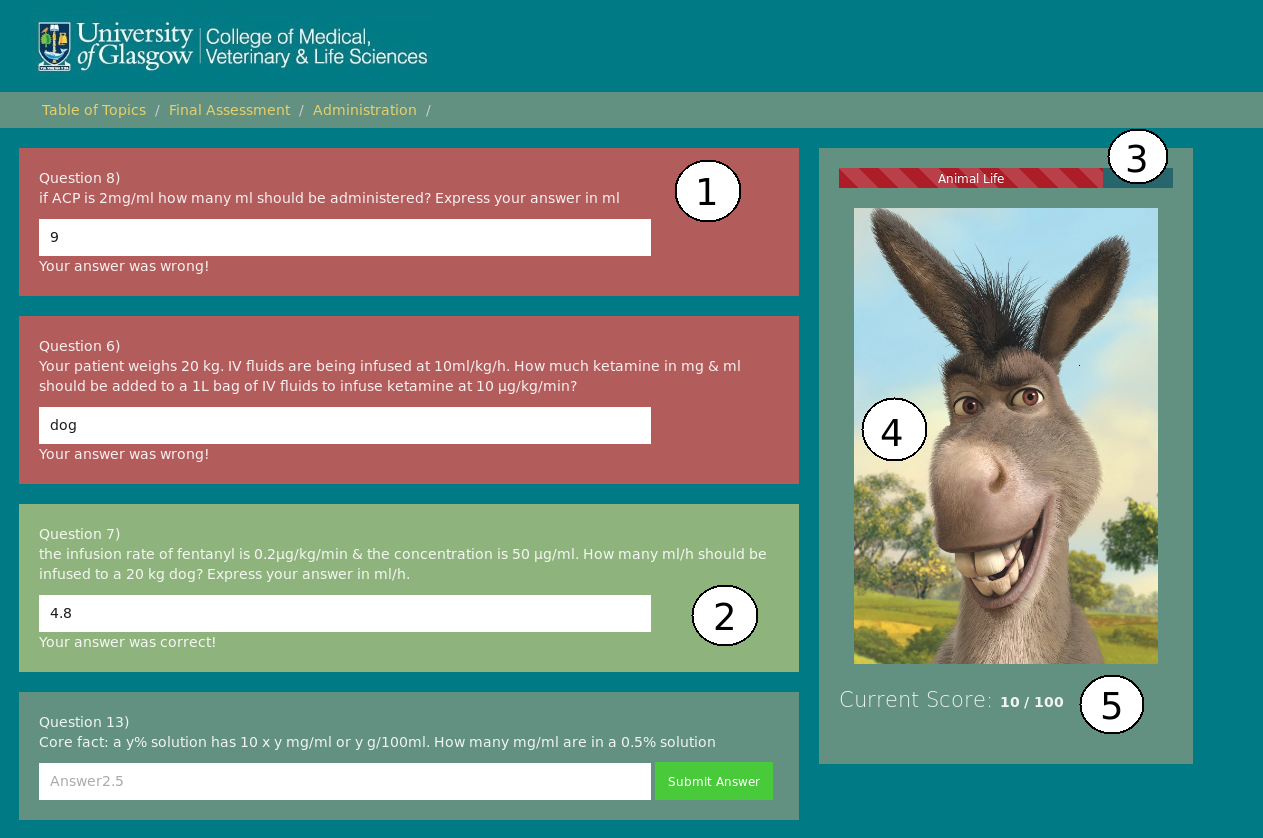 University of Glasgow
College of Medical,
Veterinary & Life Sciences
Table of Topics / Final Assessment / Administration /
Question 8)
if ACP is 2mg/ml how many ml should be administered? Express your answer in ml
1
9
Your answer was wrong!
Question 6)
Your patient weighs 20 kg. IV fluids are being infused at 10ml/kg/h. How much ketamine in mg & ml
should be added to a 1L bag of IV fluids to infuse ketamine at 10 µg/kg/min?
dog
Your answer was wrong!
Question 7)
the infusion rate of fentanyl is 0.2µg/kg/min & the concentration is 50 µg/ml. How many ml/h should be
infused to a 20 kg dog? Express your answer in ml/h.
4.8
2
Your answer was correct!
Question 13)
Core fact: a y% solution has 10 x y mg/ml or y g/100ml. How many mg/ml are in a 0.5% solution
Answer2.5
Submit Answer
3
Animal Life
4
Current Score: 10 / 100
5